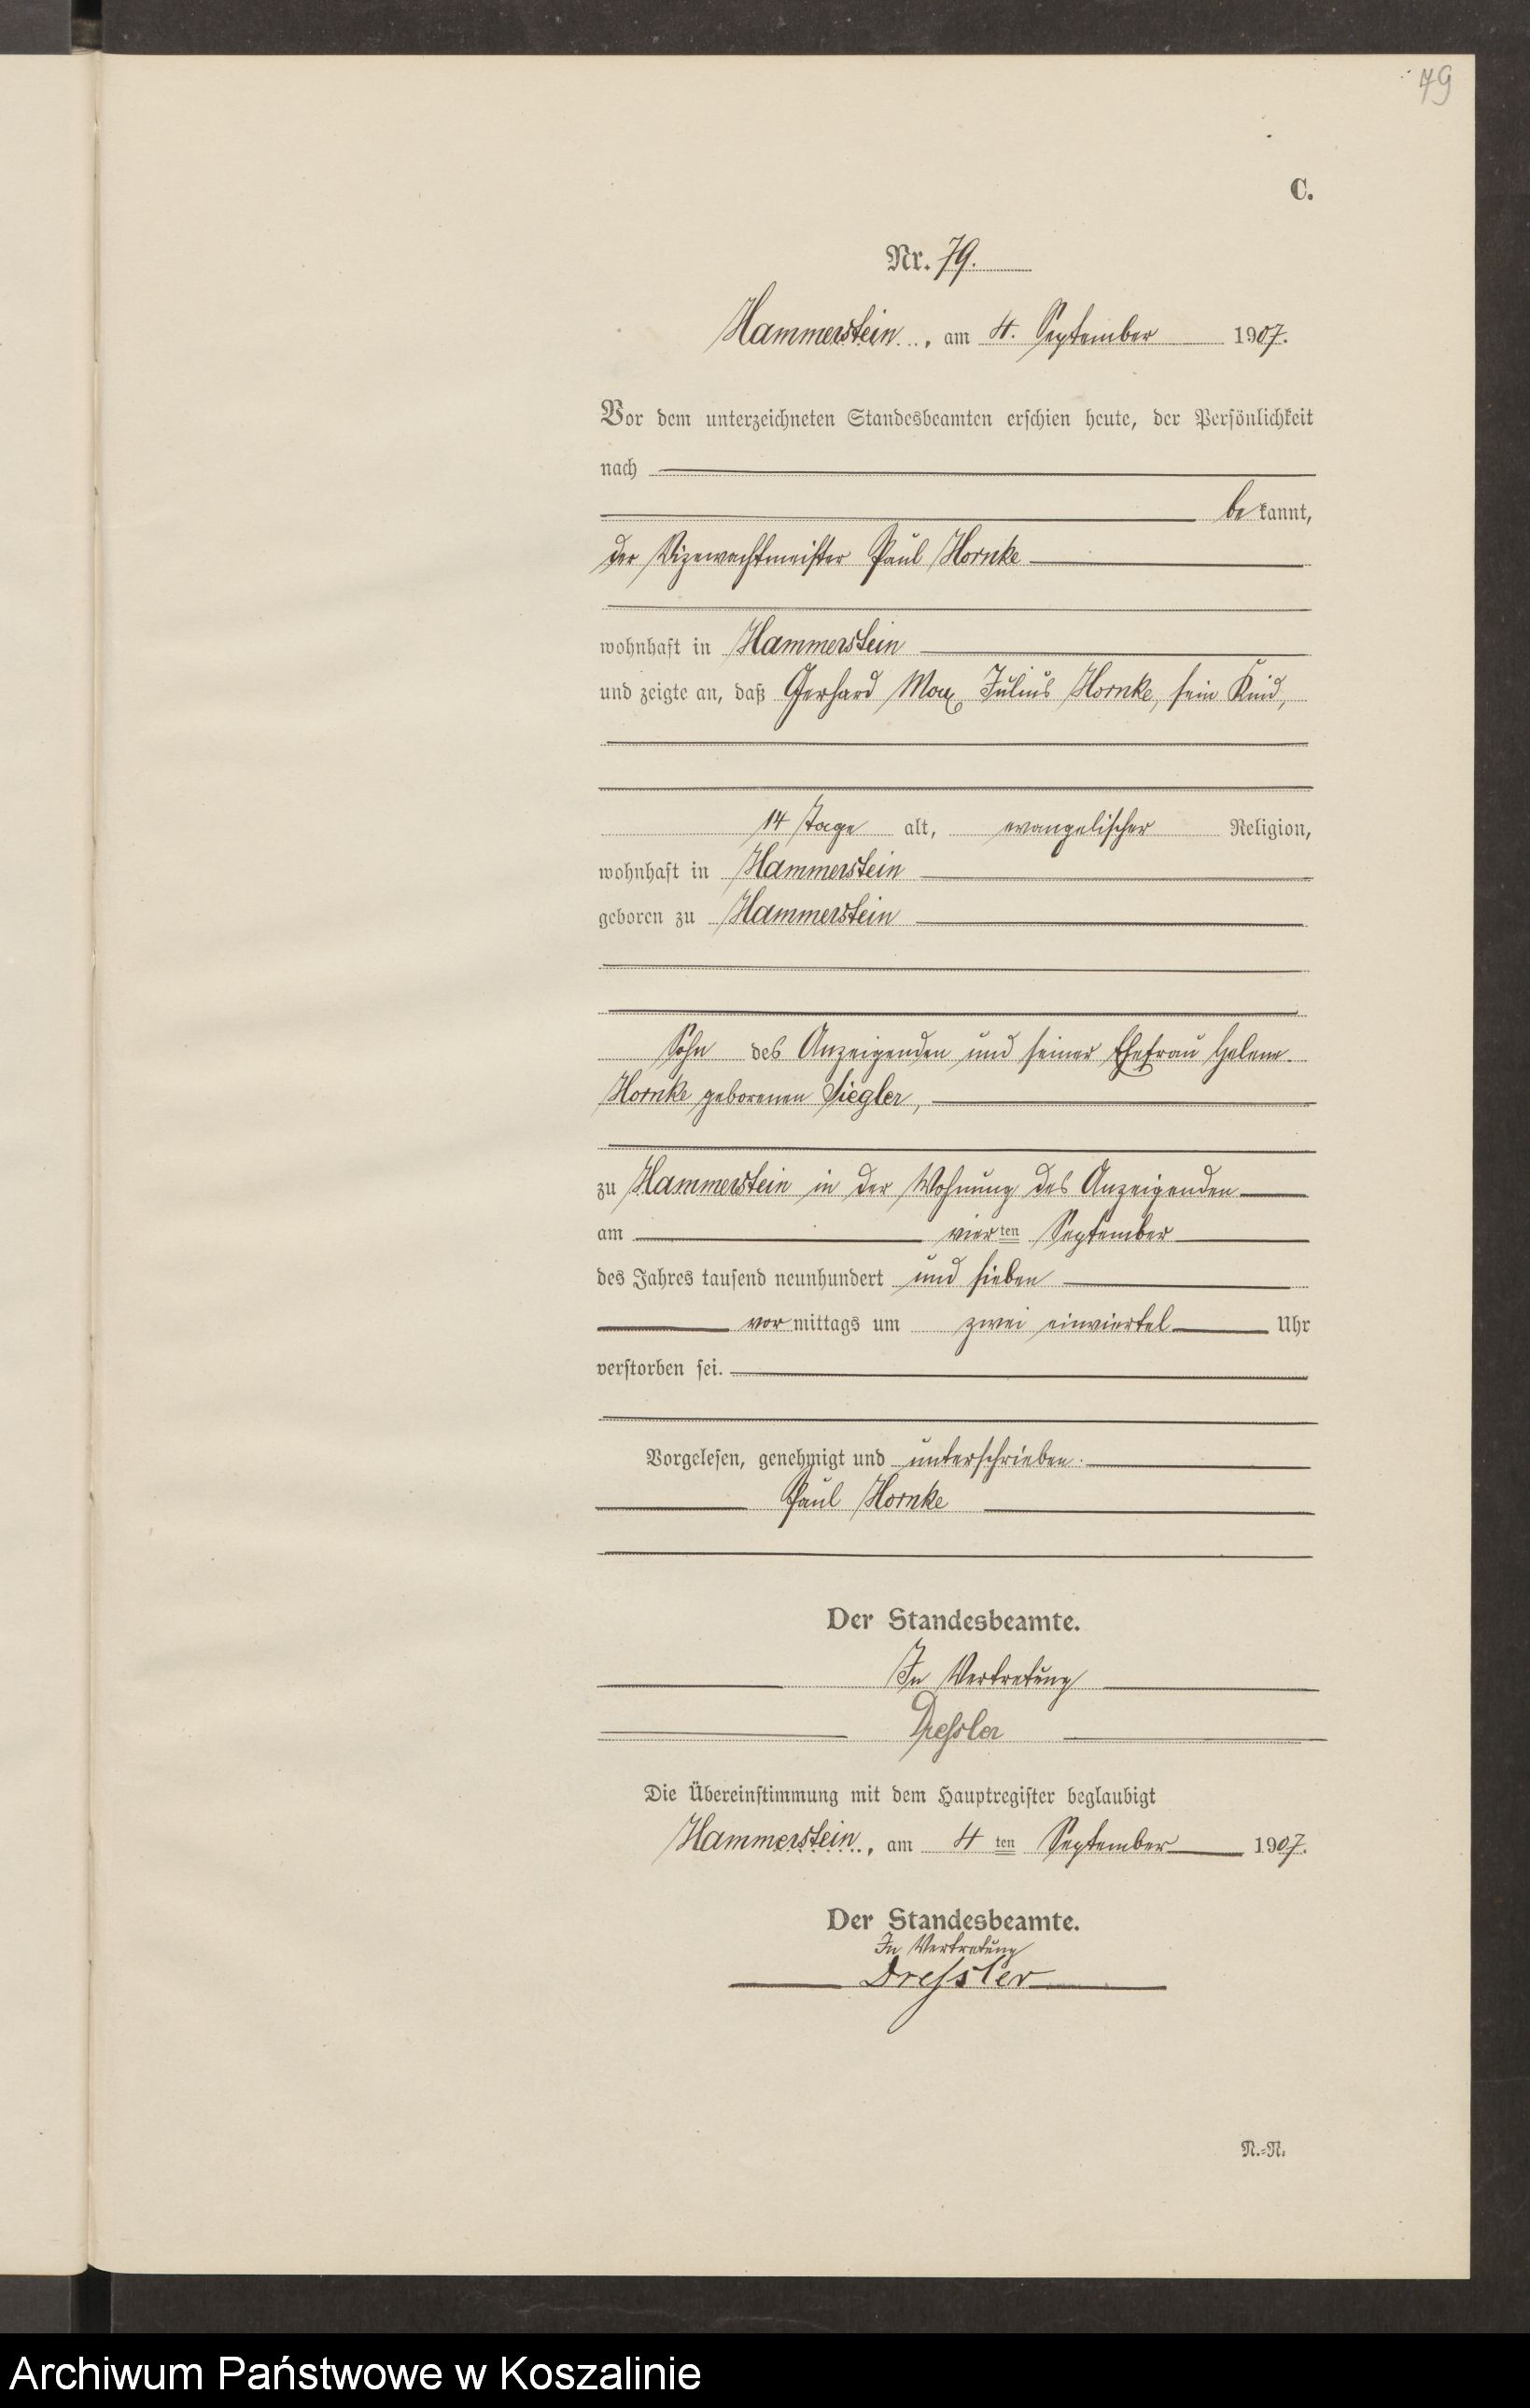 79
C.
Nr. 79.
Hammerstein, am 4. September 1907.
Vor dem unterzeichneten Standesbeamten erschien heute, der Persönlichkeit
nach
bekannt,
der Vizewachtmeister Paul Hornke
wohnhaft in Hammerstein
und zeigte an, daß Gerhard Max Julius Hornke, sein Kind,
14 Tage alt, evangelischer Religion,
wohnhaft in Hammerstein
geboren zu Hammerstein
Sohn des Anzeigenden und seiner Ehefrau Helene
Hornke geborenen Siegler,
zu Hammerstein in der Wohnung des Anzeigenden
am vierten September
des Jahres tausend neunhundert und sieben
vormittags um zwei einviertel Uhr
verstorben sei.
Vorgelesen, genehmigt und unterschrieben.
Paul Hornke
Der Standesbeamte.
In Vertretung
Dressler
Die Übereinstimmung mit dem Hauptregister beglaubigt
Hammerstein, am 4ten September 1907.
Der Standesbeamte.
In Vertretung
Dressler
N.=N.
Archiwum Państwowe w Koszalinie